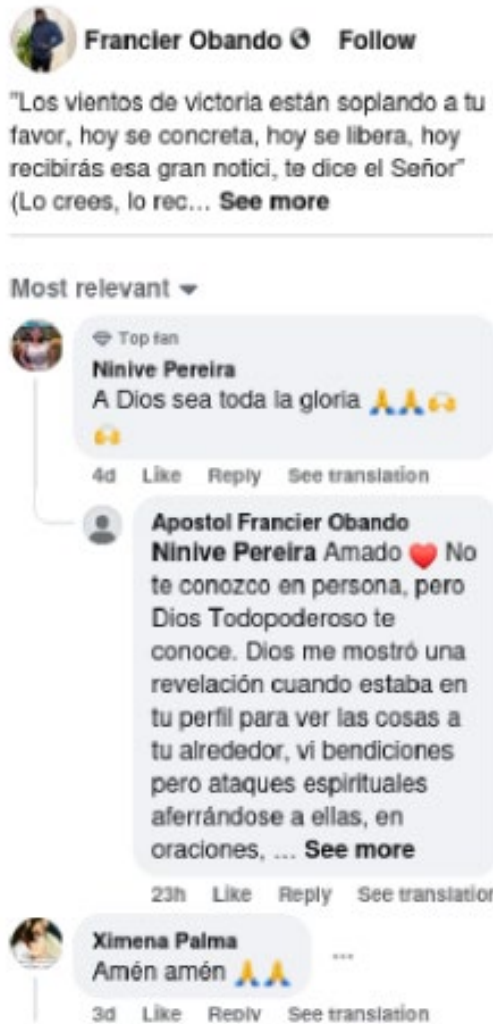 Francier Obando Follow
"Los vientos de victoria están soplando a tu
favor, hoy se concreta, hoy se libera, hoy
recibirás esa gran notici, te dice el Señor"
(Lo crees, lo rec... See more
Most relevant
Top fan
Ninive Pereira
A Dios sea toda la gloria 🙏🙏🙌
🙌
4d Like Reply See translation
Apostol Francier Obando
Ninive Pereira Amado ❤️ No
te conozco en persona, pero
Dios Todopoderoso te
conoce. Dios me mostró una
revelación cuando estaba en
tu perfil para ver las cosas a
tu alrededor, vi bendiciones
pero ataques espirituales
aferrándose a ellas, en
oraciones, ... See more
23h Like Reply See translation
Ximena Palma
Amén amén 🙏🙏
3d Like Reply See translation